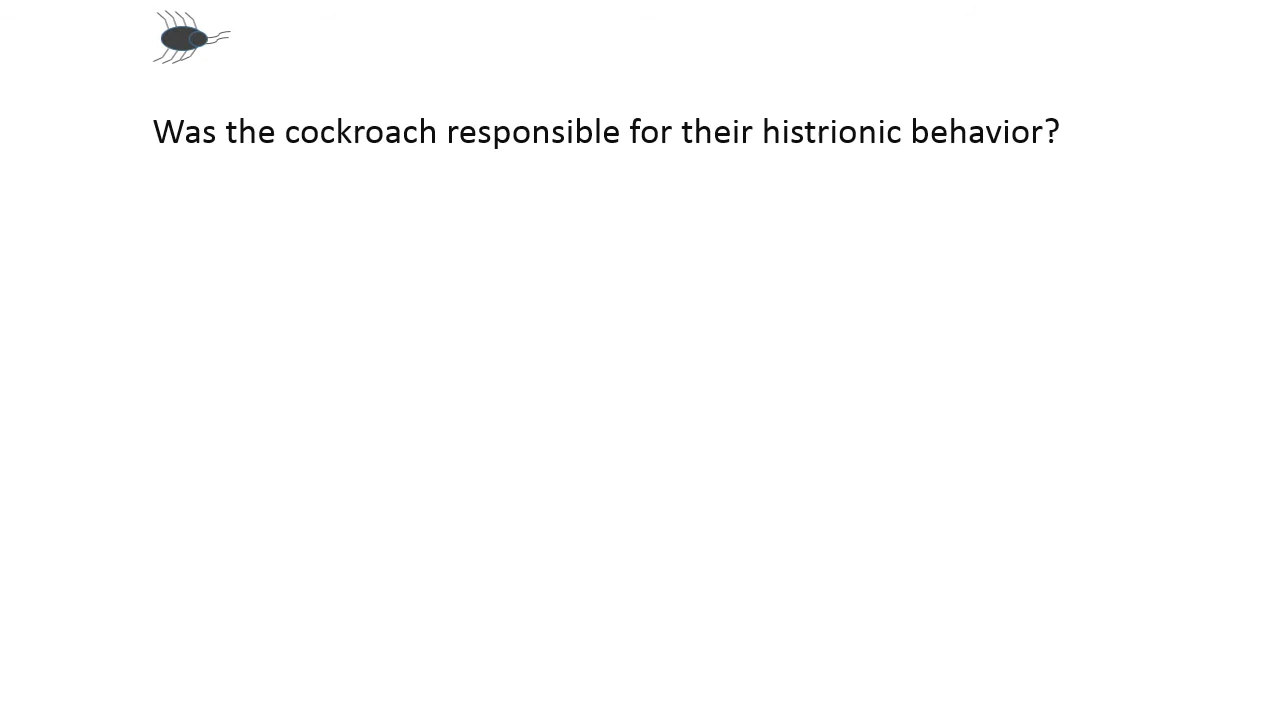 Was the cockroach responsible for their histrionic behavior?